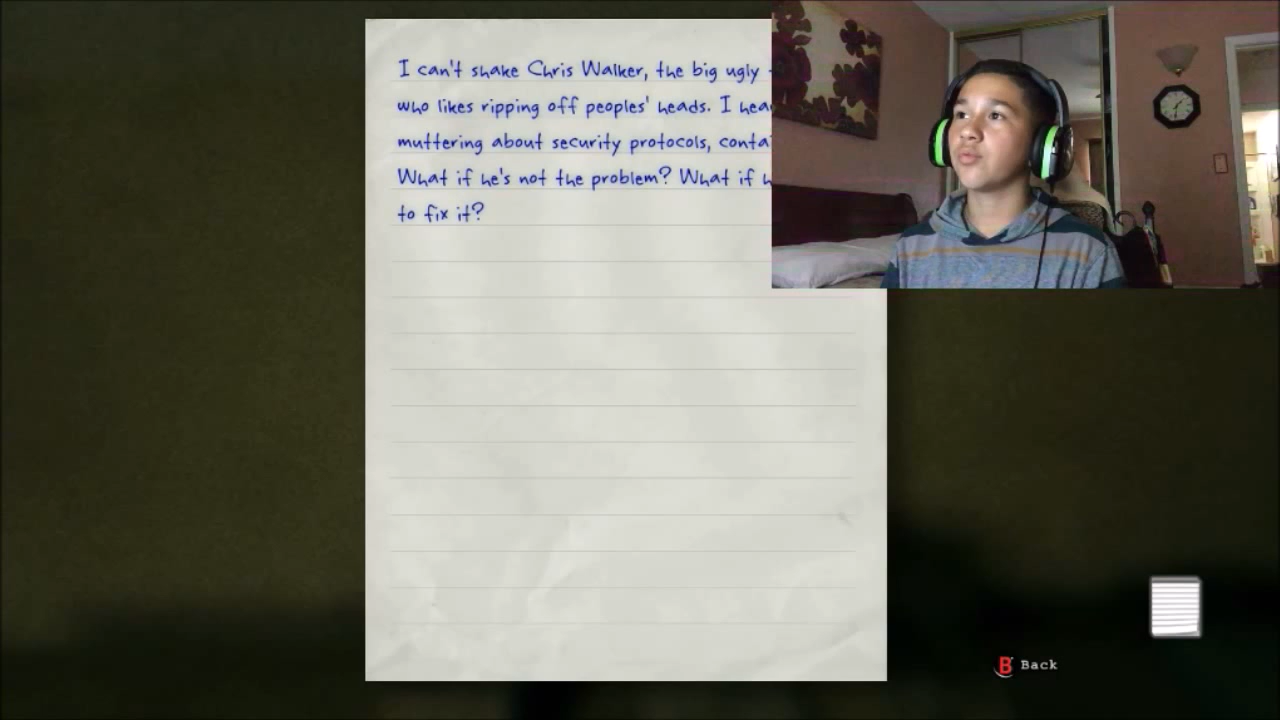 I can't shake Chris Walker, the big ugly
who likes ripping off peoples' heads. I
muttering about security protocols,
What if he's not the problem? What if
to fix it?
B Back